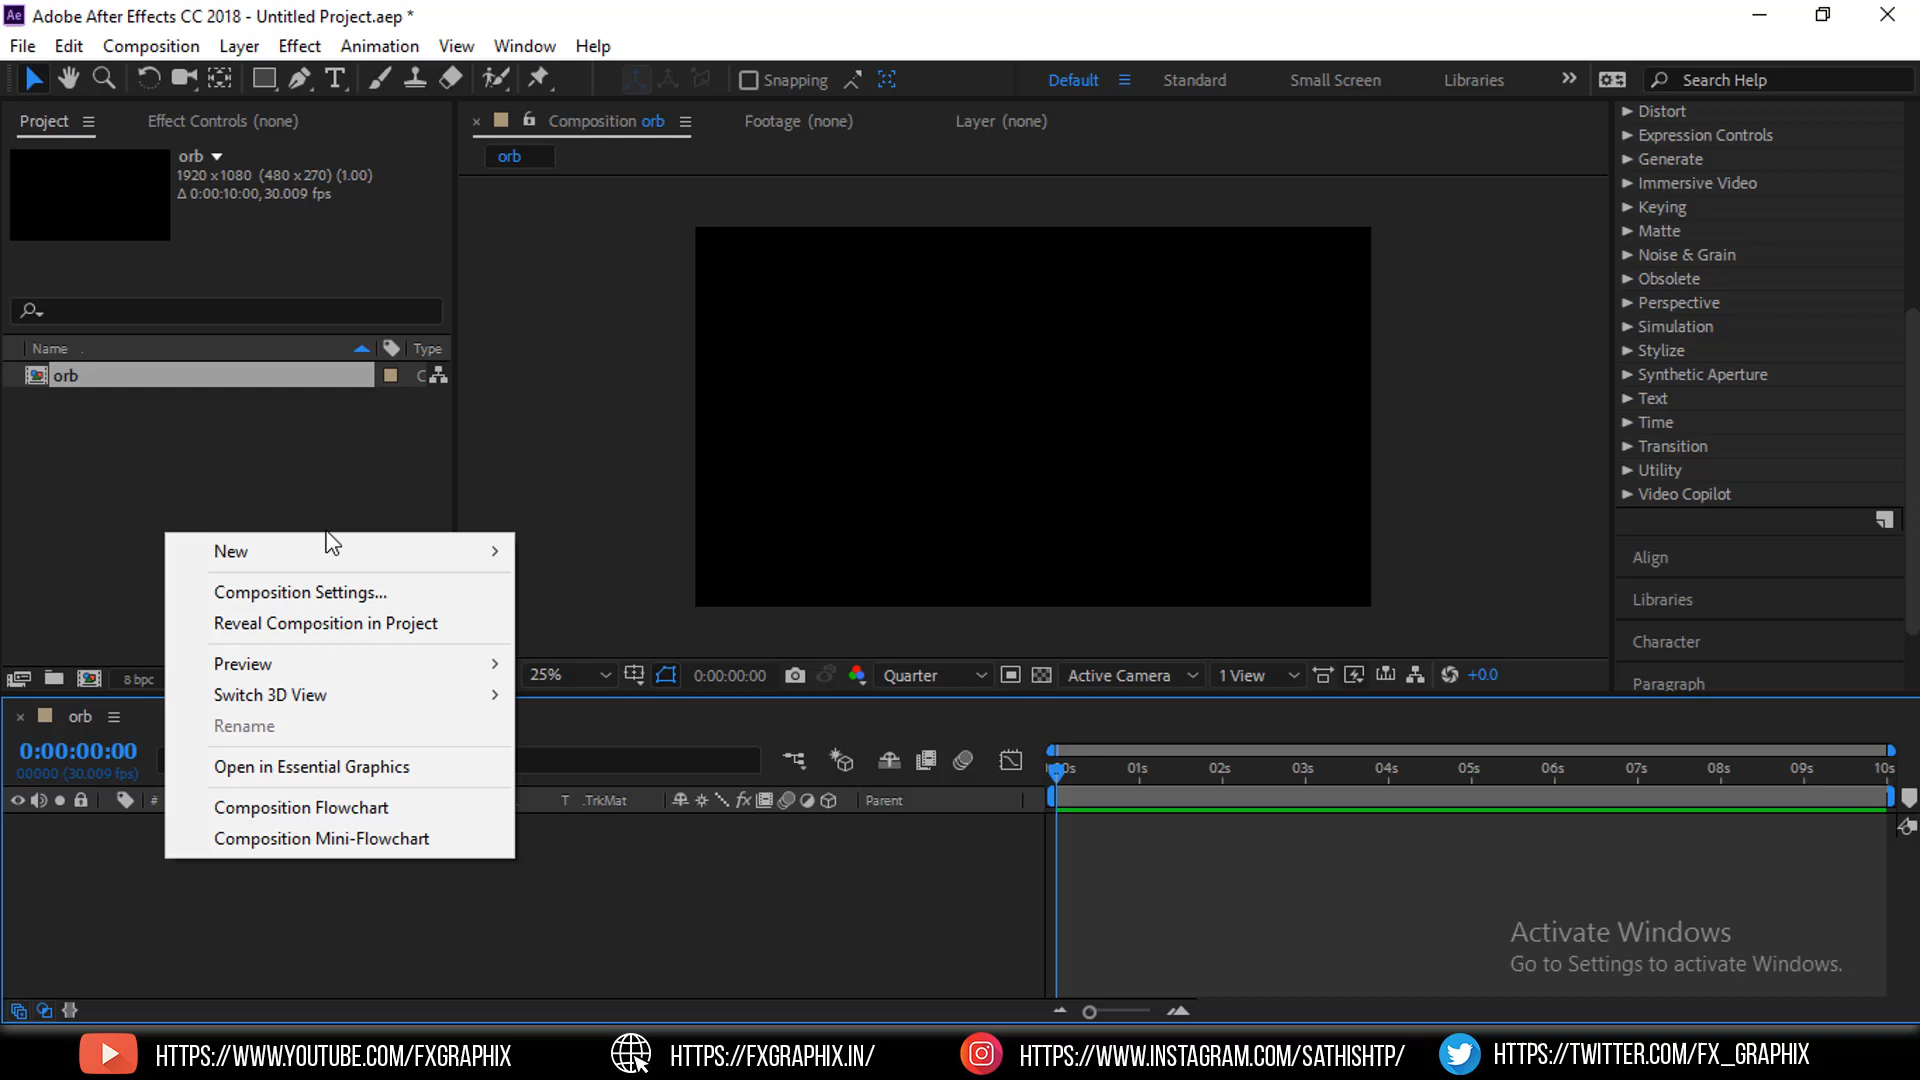 Ae Adobe After Effects CC 2018 - Untitled Project.aep *
File Edit Composition Layer Effect Animation View Window Help
Snapping Default Standard Small Screen Libraries Search Help
Project Effect Controls (none) Composition orb Footage (none) Layer (none)
orb
orb
1920 x 1080 (480 x 270) (1.00)
Δ 0:00:10:00, 30.009 fps
Name Type
orb C
Distort
Expression Controls
Generate
Immersive Video
Keying
Matte
Noise & Grain
Obsolete
Perspective
Simulation
Stylize
Synthetic Aperture
Text
Time
Transition
Utility
Video Copilot
Align
Libraries
Character
Paragraph
New
Composition Settings...
Reveal Composition in Project
Preview
Switch 3D View
Rename
Open in Essential Graphics
Composition Flowchart
Composition Mini-Flowchart
8 bpc
25% 0:00:00:00 Quarter Active Camera 1 View +0.0
orb
0:00:00:00
00000 (30.009 fps)
# T .TrkMat fx Parent
01s 02s 03s 04s 05s 06s 07s 08s 09s 10s
Activate Windows
Go to Settings to activate Windows.
HTTPS://WWW.YOUTUBE.COM/FXGRAPHIX HTTPS://FXGRAPHIX.IN/ HTTPS://WWW.INSTAGRAM.COM/SATHISHTP/ HTTPS://TWITTER.COM/FX_GRAPHIX